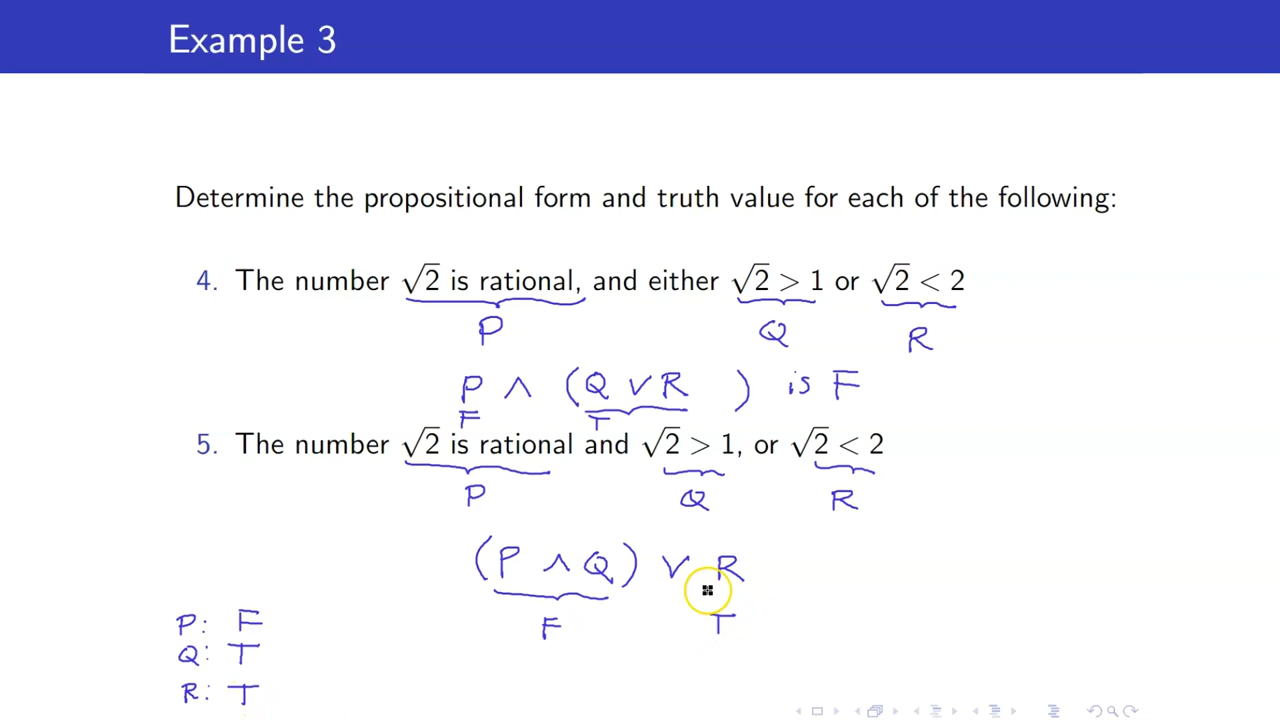 Example 3
Determine the propositional form and truth value for each of the following:
4. The number √2 is rational, and either √2 > 1 or √2 < 2
P Q R
P ∧ (Q ∨ R) is F
F T
5. The number √2 is rational and √2 > 1, or √2 < 2
P Q R
(P ∧ Q) ∨ R
F T
P: F
Q: T
R: T